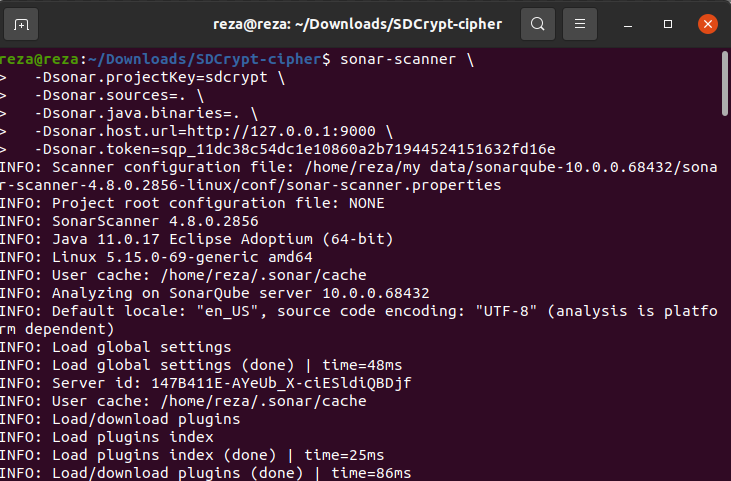 reza@reza: ~/Downloads/SDCrypt-cipher
reza@reza:~/Downloads/SDCrypt-cipher$ sonar-scanner \
>   -Dsonar.projectKey=sdcrypt \
>   -Dsonar.sources=. \
>   -Dsonar.java.binaries=. \
>   -Dsonar.host.url=http://127.0.0.1:9000 \
>   -Dsonar.token=sqp_11dc38c54dc1e10860a2b71944524151632fd16e
INFO: Scanner configuration file: /home/reza/my data/sonarqube-10.0.0.68432/sona
r-scanner-4.8.0.2856-linux/conf/sonar-scanner.properties
INFO: Project root configuration file: NONE
INFO: SonarScanner 4.8.0.2856
INFO: Java 11.0.17 Eclipse Adoptium (64-bit)
INFO: Linux 5.15.0-69-generic amd64
INFO: User cache: /home/reza/.sonar/cache
INFO: Analyzing on SonarQube server 10.0.0.68432
INFO: Default locale: "en_US", source code encoding: "UTF-8" (analysis is platfo
rm dependent)
INFO: Load global settings
INFO: Load global settings (done) | time=48ms
INFO: Server id: 147B411E-AYeUb_X-ciESldiQBDjf
INFO: User cache: /home/reza/.sonar/cache
INFO: Load/download plugins
INFO: Load plugins index
INFO: Load plugins index (done) | time=25ms
INFO: Load/download plugins (done) | time=86ms